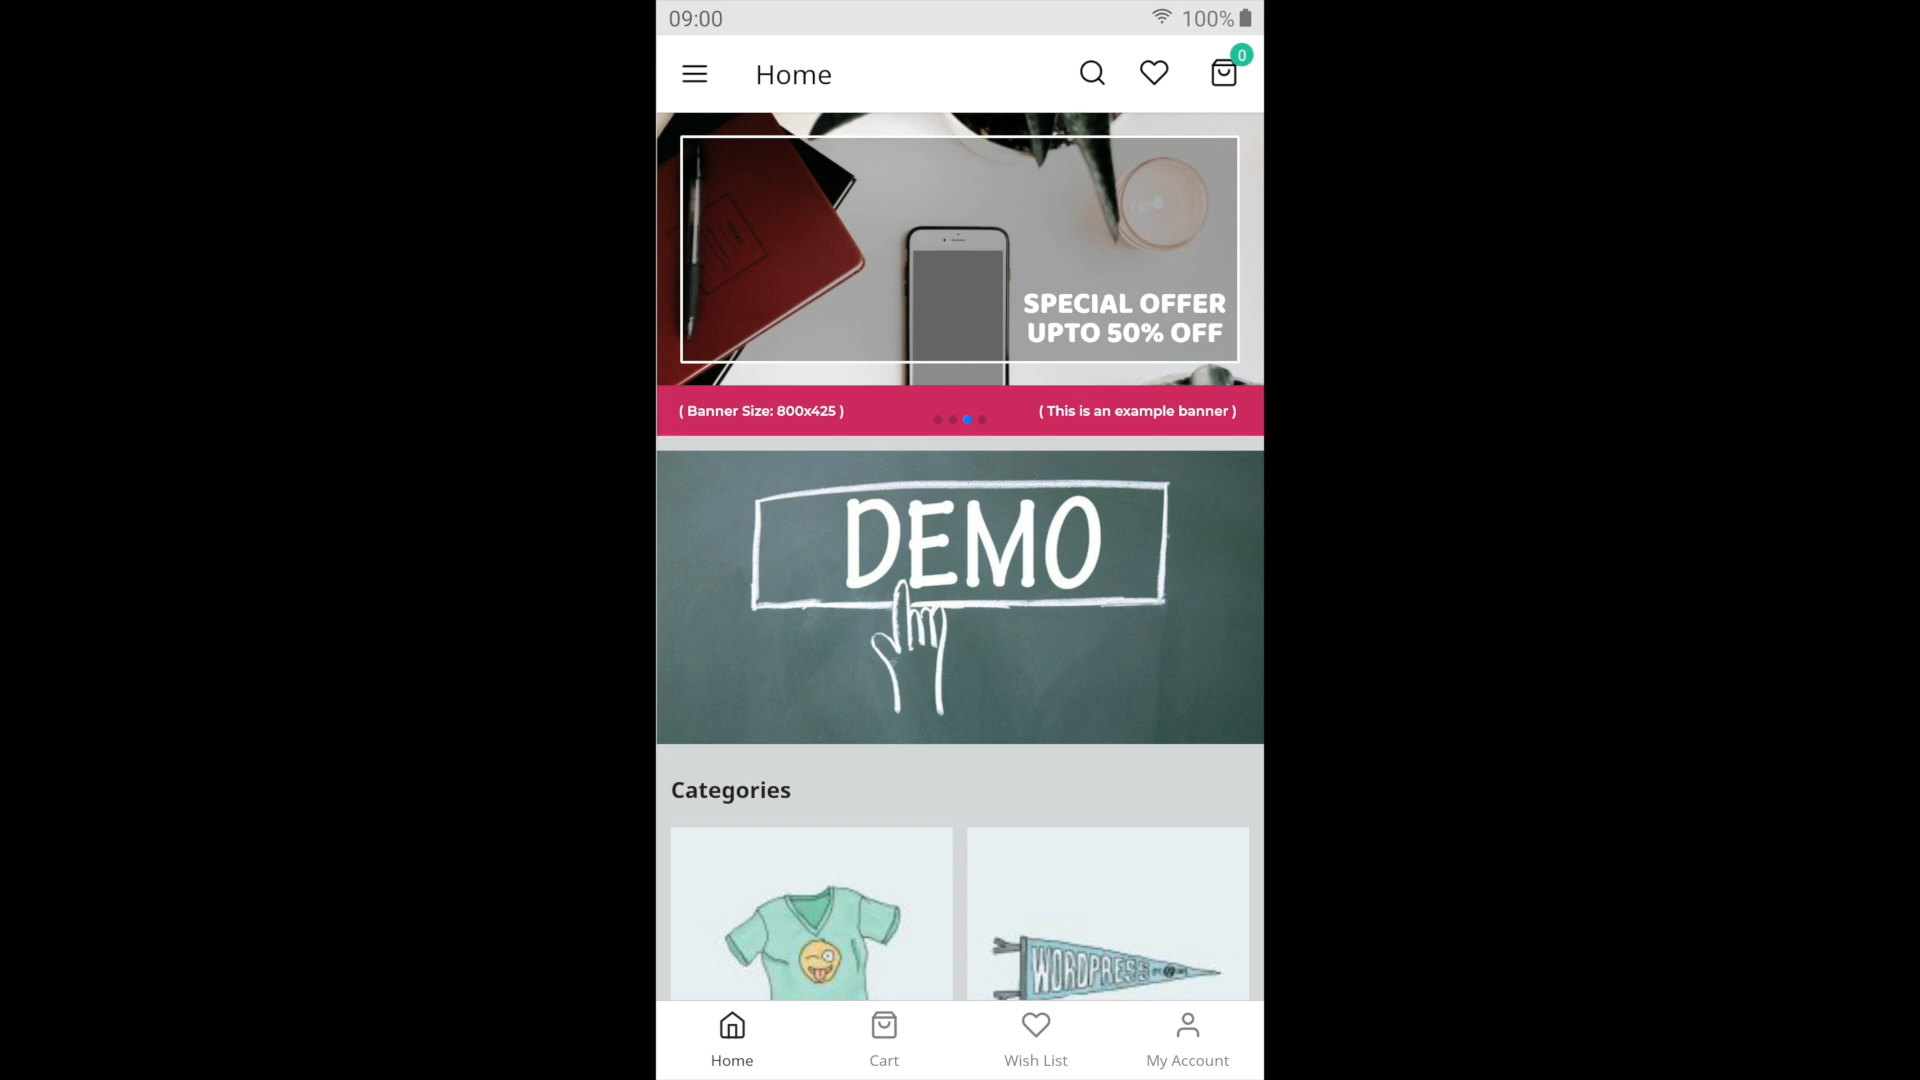 09:00
100%
Home
0
SPECIAL OFFER
UPTO 50% OFF
( Banner Size: 800x425 )
( This is an example banner )
DEMO
Categories
WORDPRESS
Home
Cart
Wish List
My Account